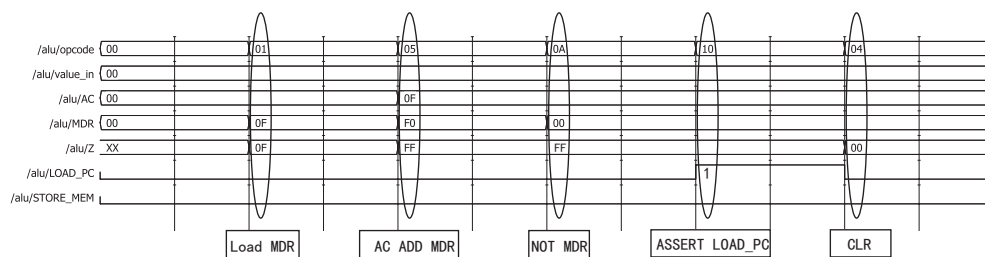 /alu/opcode 00 01 05 0A 10 04
/alu/value_in 00
/alu/AC 00 0F
/alu/MDR 00 0F F0 00
/alu/Z XX 0F FF FF 00
/alu/LOAD_PC 1
/alu/STORE_MEM
Load MDR AC ADD MDR NOT MDR ASSERT LOAD_PC CLR